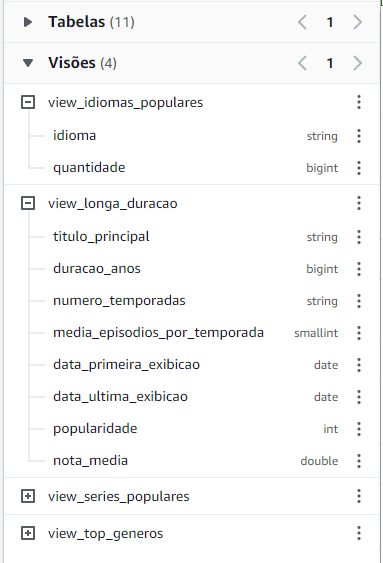 Tabelas (11) 1
Visões (4) 1
view_idiomas_populares
idioma string
quantidade bigint
view_longa_duracao
titulo_principal string
duracao_anos bigint
numero_temporadas string
media_episodios_por_temporada smallint
data_primeira_exibicao date
data_ultima_exibicao date
popularidade int
nota_media double
view_series_populares
view_top_generos